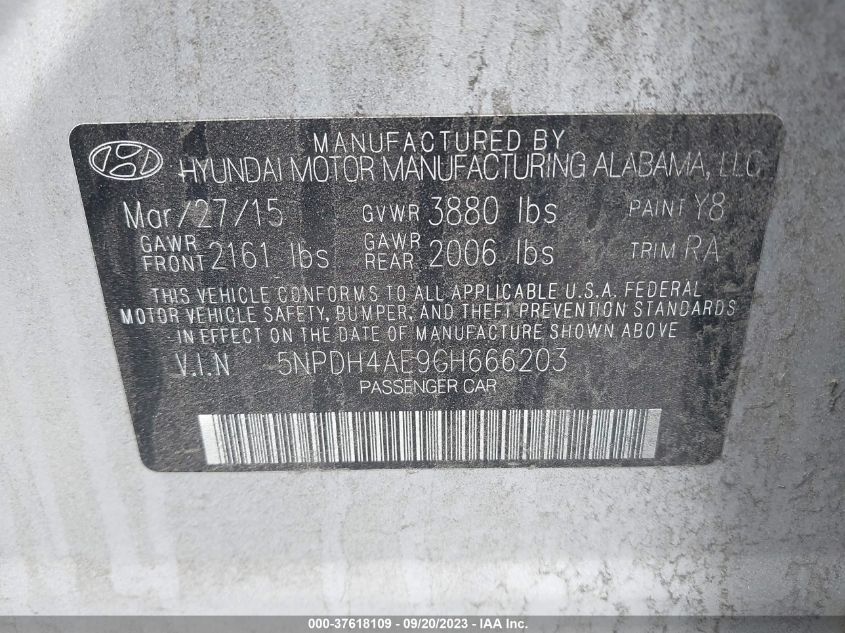 MANUFACTURED BY
HYUNDAI MOTOR MANUFACTURING ALABAMA, LLC
Mar/27/15 GVWR 3880 lbs PAINT Y8
GAWR FRONT 2161 lbs GAWR REAR 2006 lbs TRIM RA
THIS VEHICLE CONFORMS TO ALL APPLICABLE U.S.A. FEDERAL
MOTOR VEHICLE SAFETY, BUMPER, AND THEFT PREVENTION STANDARDS
IN EFFECT ON THE DATE OF MANUFACTURE SHOWN ABOVE
V.I.N 5NPDH4AE9GH666203
PASSENGER CAR
000-37618109 - 09/20/2023 - © IAA Inc.